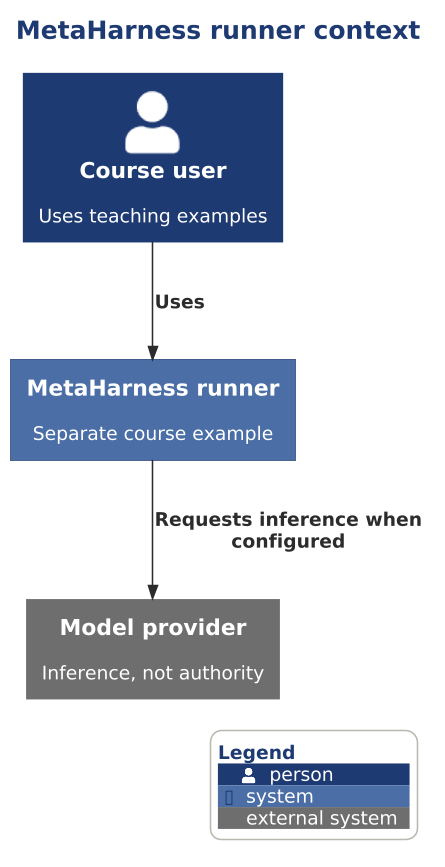 MetaHarness runner context
Course user
Uses teaching examples
Uses
MetaHarness runner
Separate course example
Requests inference when
configured
Model provider
Inference, not authority
Legend
person
system
external system